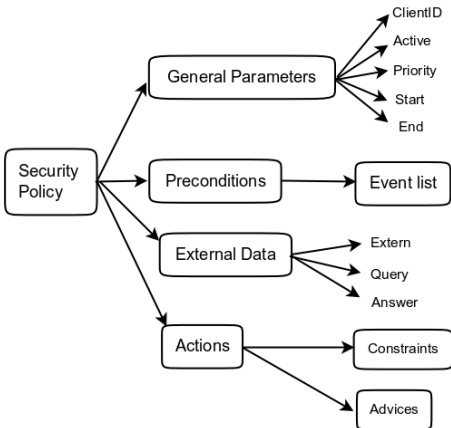 ClientID
Active
General Parameters
Priority
Start
End
Security
Policy
Preconditions
Event list
External Data
Extern
Query
Answer
Actions
Constraints
Advices